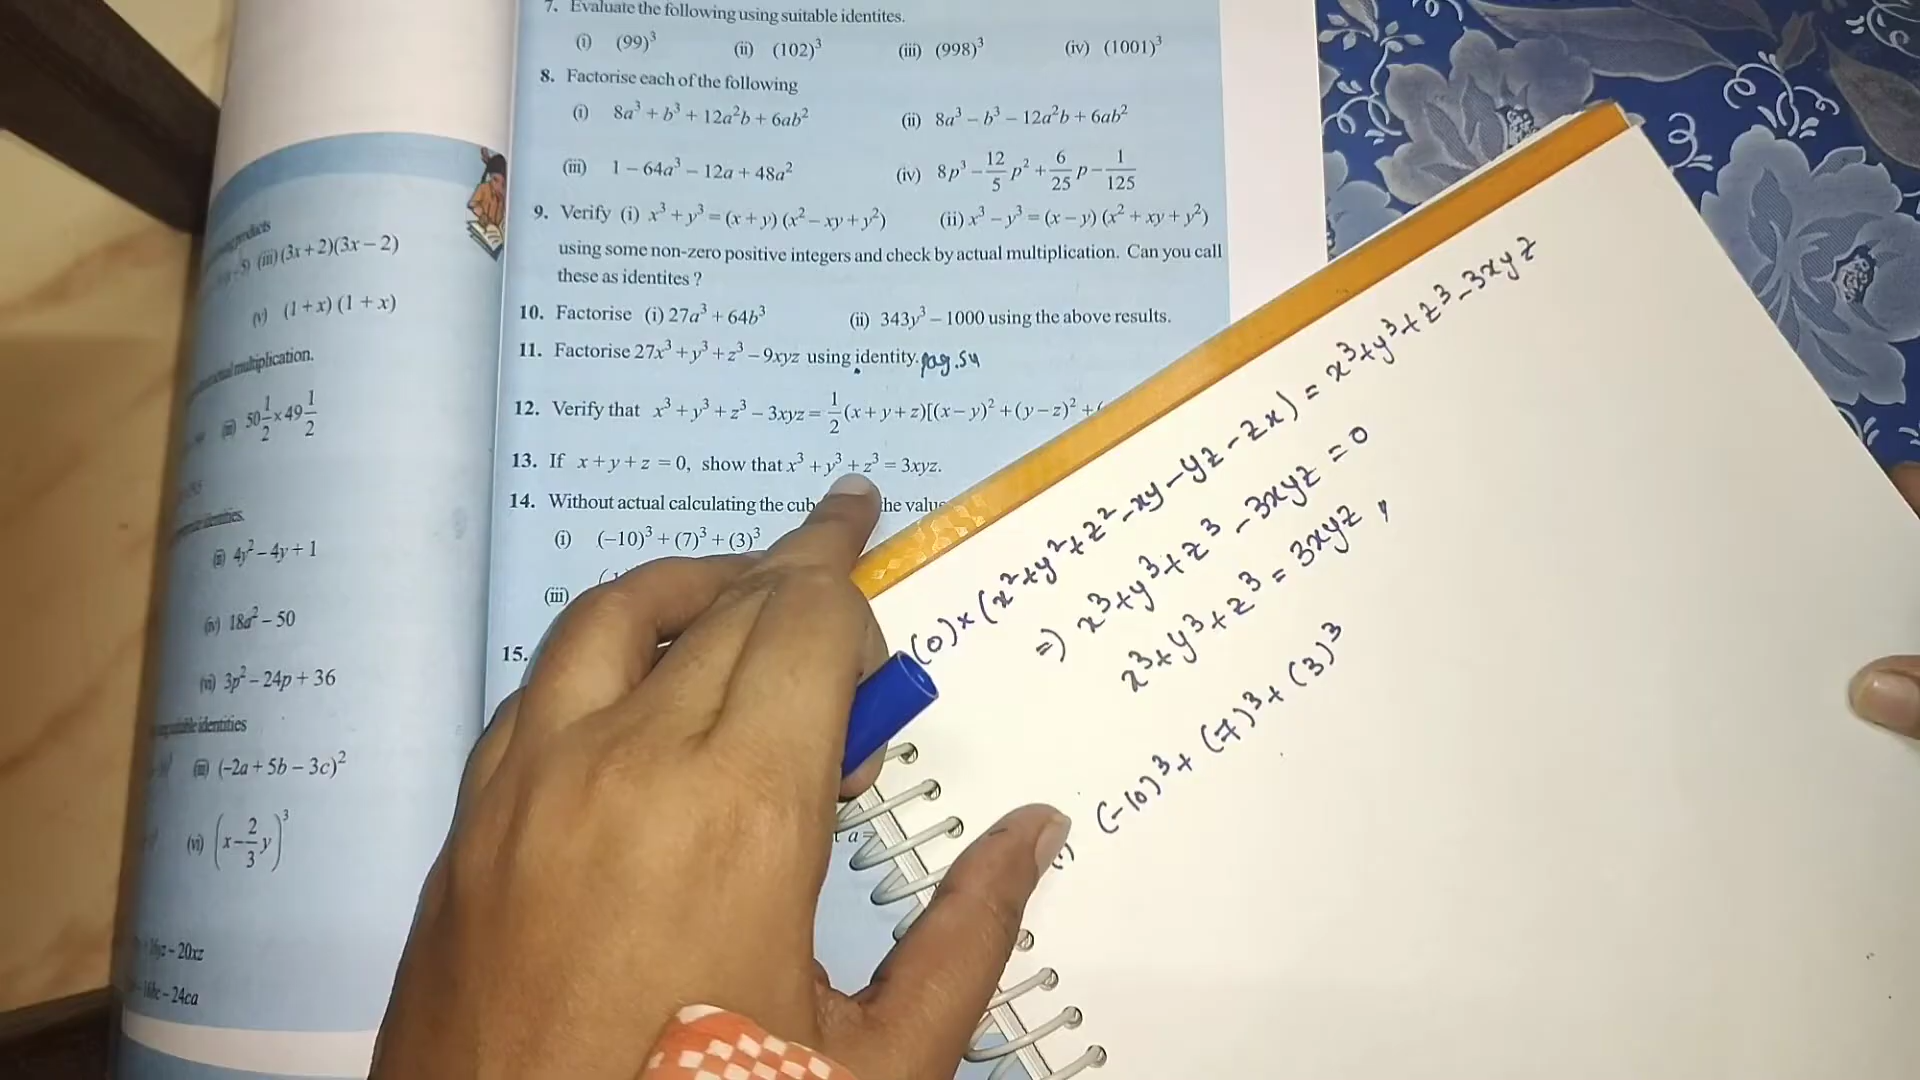 7. Evaluate the following using suitable identites.
(i) (99)³ (ii) (102)³ (iii) (998)³ (iv) (1001)³
8. Factorise each of the following
(i) 8a³ + b³ + 12a²b + 6ab² (ii) 8a³ – b³ – 12a²b + 6ab²
(iii) 1 – 64a³ – 12a + 48a² (iv) 8p³ – 12/5 p² + 6/25 p – 1/125
9. Verify (i) x³ + y³ = (x + y) (x² – xy + y²) (ii) x³ – y³ = (x – y) (x² + xy + y²)
using some non-zero positive integers and check by actual multiplication. Can you call
these as identites ?
10. Factorise (i) 27a³ + 64b³ (ii) 343y³ – 1000 using the above results.
11. Factorise 27x³ + y³ + z³ – 9xyz using identity. pag.54
12. Verify that x³ + y³ + z³ – 3xyz = 1/2 (x + y + z)[(x – y)² + (y – z)² +
13. If x + y + z = 0, show that x³ + y³ + z³ = 3xyz.
14. Without actual calculating the
(i) (–10)³ + (7)³ + (3)³
(iii)
15.
products
(iii) (3x + 2)(3x – 2)
(v) (1 + x) (1 + x)
multiplication.
(iii) 50 1/2 × 49 1/2
identities.
(ii) 4y² – 4y + 1
(iv) 18a² – 50
(vi) 3p² – 24p + 36
suitable identities
(iii) (-2a + 5b – 3c)²
(vi) (x – 2/3 y)³
– 20xz
– 24ca
(0)×(x²+y²+z²-xy-yz-zx) = x³+y³+z³-3xyz
=) x³+y³+z³-3xyz = 0
x³+y³+z³ = 3xyz,
(-10)³+(7)³+(3)³